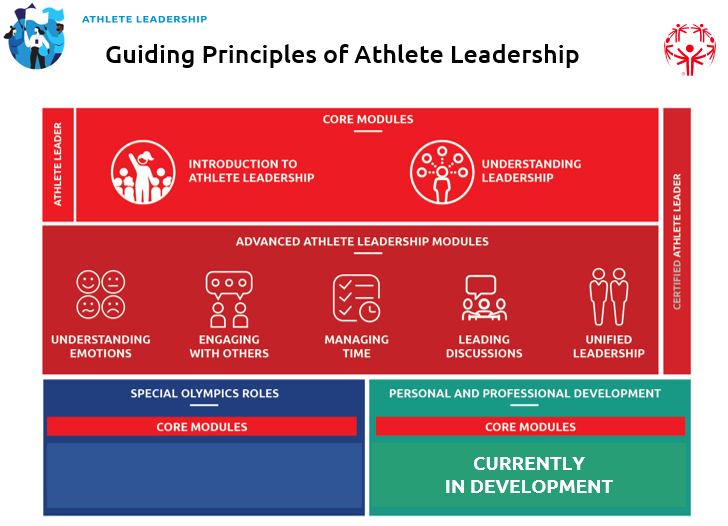 ATHLETE LEADERSHIP
Guiding Principles of Athlete Leadership
ATHLETE LEADER
CORE MODULES
INTRODUCTION TO
ATHLETE LEADERSHIP
UNDERSTANDING
LEADERSHIP
CERTIFIED ATHLETE LEADER
ADVANCED ATHLETE LEADERSHIP MODULES
UNDERSTANDING
EMOTIONS
ENGAGING
WITH OTHERS
MANAGING
TIME
LEADING
DISCUSSIONS
UNIFIED
LEADERSHIP
SPECIAL OLYMPICS ROLES
CORE MODULES
PERSONAL AND PROFESSIONAL DEVELOPMENT
CORE MODULES
CURRENTLY
IN DEVELOPMENT